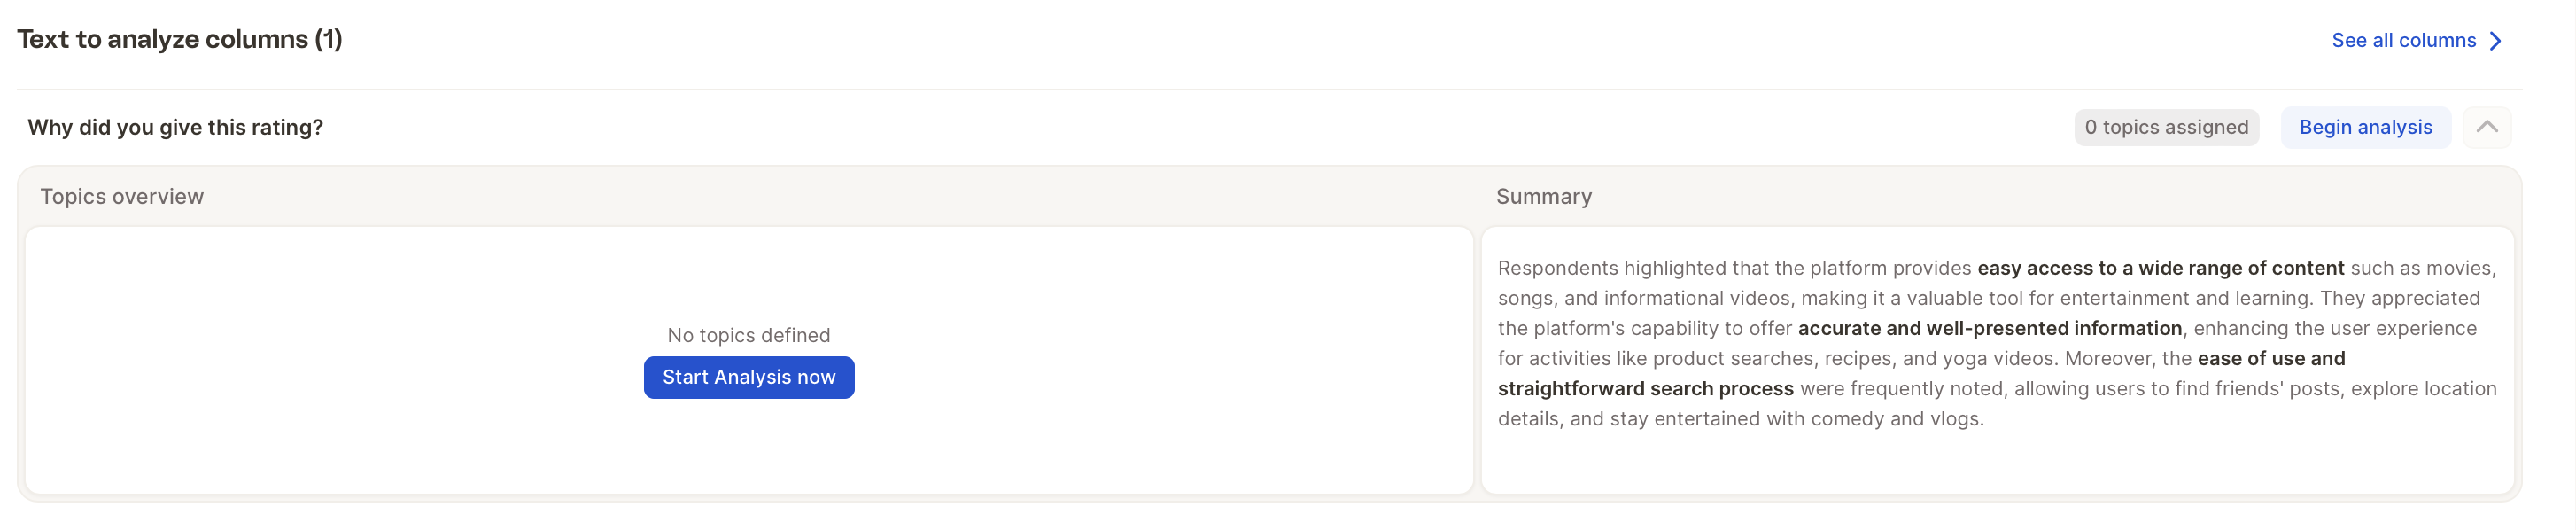 Text to analyze columns (1)
See all columns
Why did you give this rating?
0 topics assigned
Begin analysis
Topics overview
Summary
No topics defined
Start Analysis now
Respondents highlighted that the platform provides easy access to a wide range of content such as movies,
songs, and informational videos, making it a valuable tool for entertainment and learning. They appreciated
the platform's capability to offer accurate and well-presented information, enhancing the user experience
for activities like product searches, recipes, and yoga videos. Moreover, the ease of use and
straightforward search process were frequently noted, allowing users to find friends' posts, explore location
details, and stay entertained with comedy and vlogs.